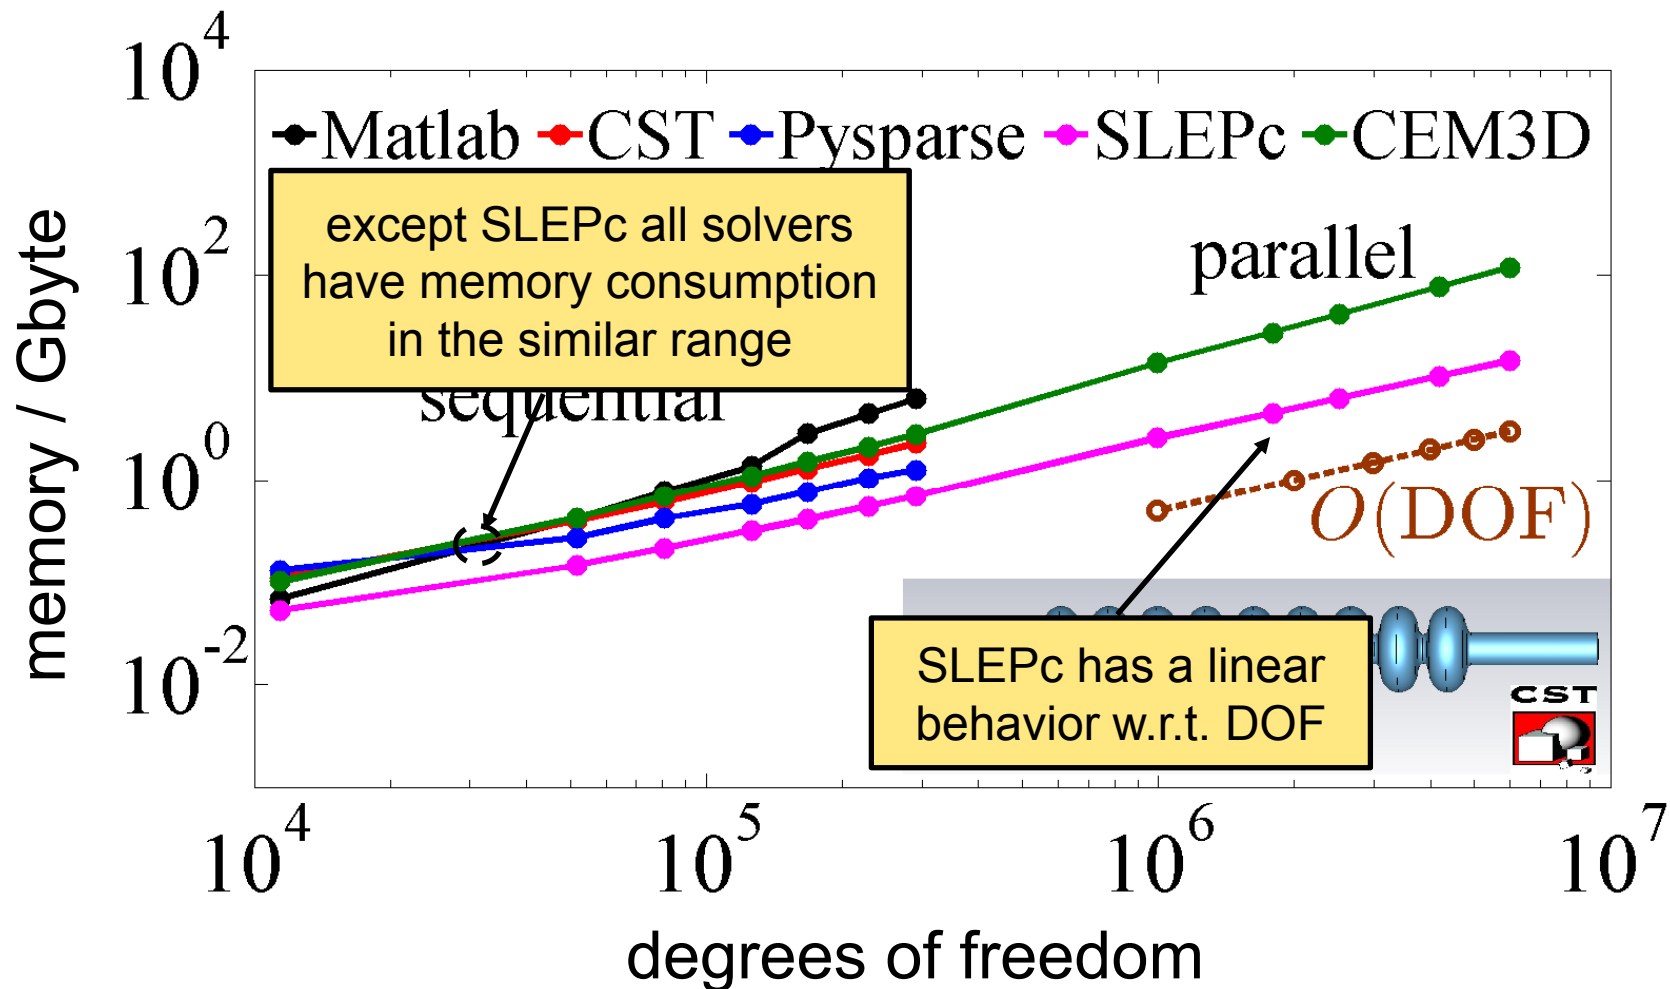 10^4
Matlab CST Pysparse SLEPc CEM3D
except SLEPc all solvers
have memory consumption
in the similar range
parallel
10^2
sequential
10^0
O(DOF)
10^-2
SLEPc has a linear
behavior w.r.t. DOF
CST
memory / Gbyte
10^4 10^5 10^6 10^7
degrees of freedom